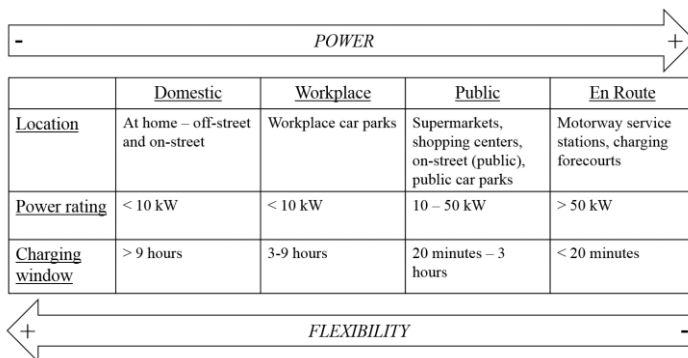 - POWER +
Domestic Workplace Public En Route
Location At home – off-street Workplace car parks Supermarkets, Motorway service
and on-street shopping centers, stations, charging
on-street (public), forecourts
public car parks
Power rating < 10 kW < 10 kW 10 – 50 kW > 50 kW
Charging > 9 hours 3-9 hours 20 minutes – 3 < 20 minutes
window hours
+ FLEXIBILITY -